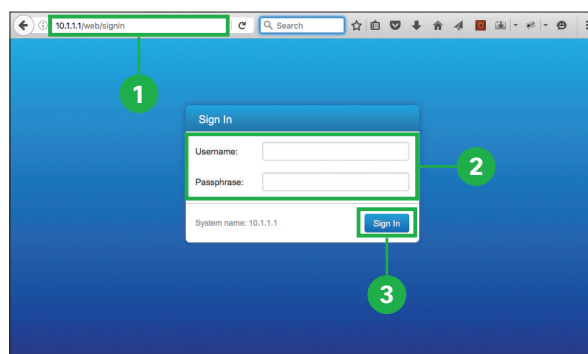 10.1.1.1/web/signin
Search
1
Sign In
Username:
2
Passphrase:
System name: 10.1.1.1
Sign In
3